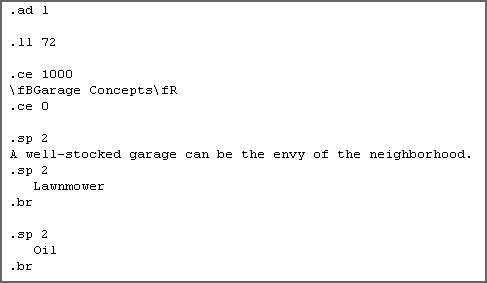 .ad l
.ll 72
.ce 1000
\fBGarage Concepts\fR
.ce 0
.sp 2
A well-stocked garage can be the envy of the neighborhood.
.sp 2
   Lawnmower
.br
.sp 2
   Oil
.br